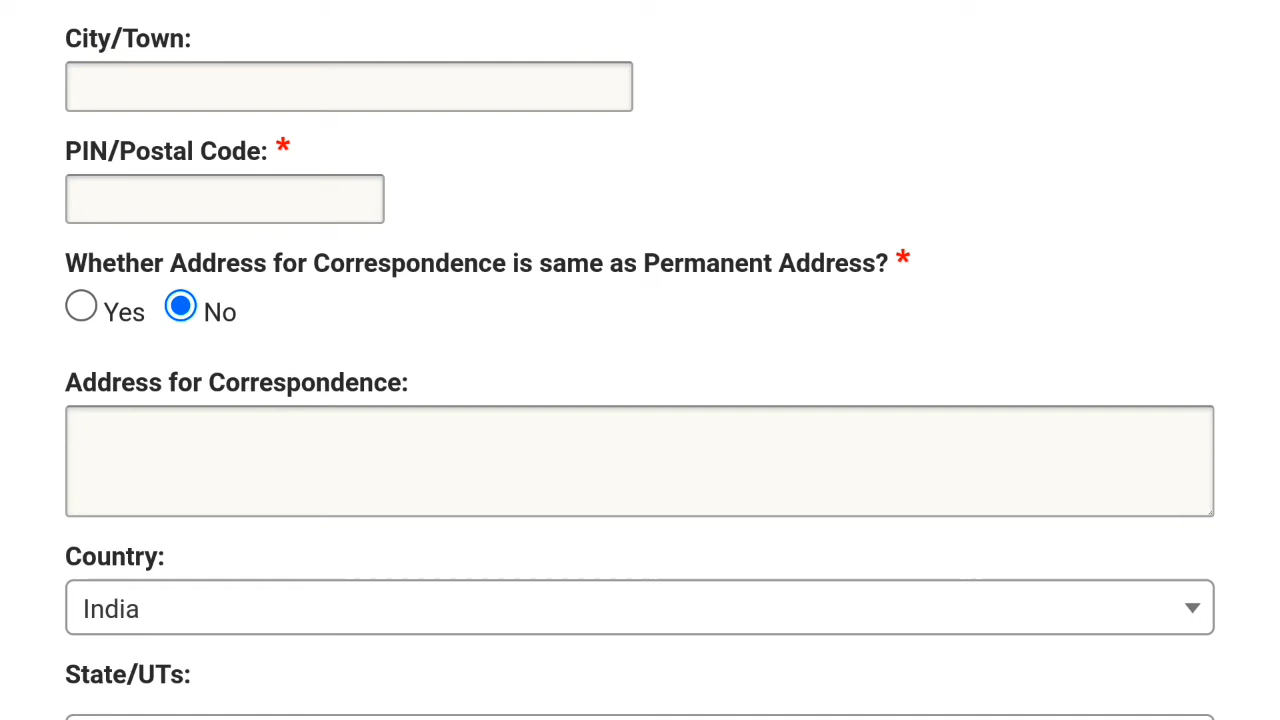 City/Town:
PIN/Postal Code: *
Whether Address for Correspondence is same as Permanent Address? *
Yes No
Address for Correspondence:
Country:
India
State/UTs: